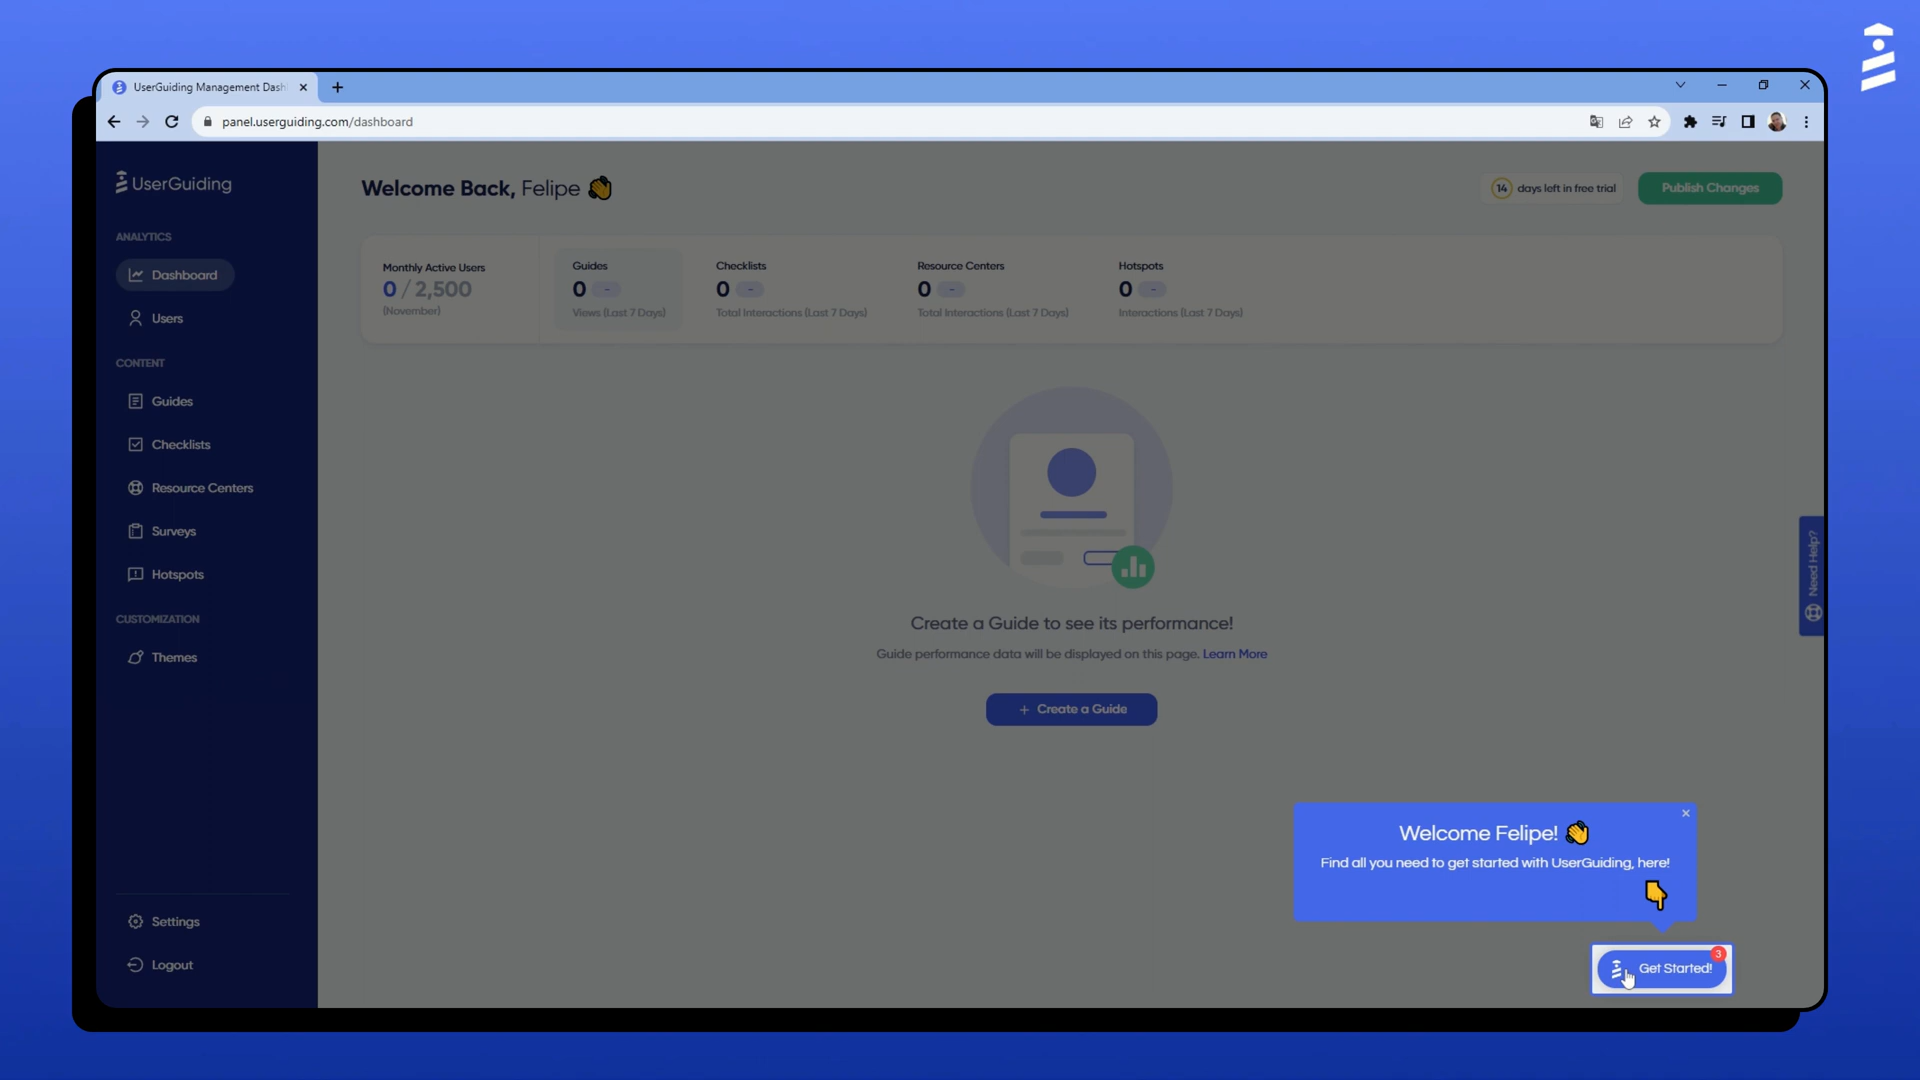 UserGuiding Management Dash
panel.userguiding.com/dashboard
UserGuiding
Welcome Back, Felipe 👋
14 days left in free trial
Publish Changes
ANALYTICS
Dashboard
Users
CONTENT
Guides
Checklists
Resource Centers
Surveys
Hotspots
CUSTOMIZATION
Themes
Settings
Logout
Monthly Active Users
0 / 2,500
(November)
Guides
0 -
Views (Last 7 Days)
Checklists
0 -
Total Interactions (Last 7 Days)
Resource Centers
0 -
Total Interactions (Last 7 Days)
Hotspots
0 -
Interactions (Last 7 Days)
Create a Guide to see its performance!
Guide performance data will be displayed on this page. Learn More
+ Create a Guide
Need Help?
Welcome Felipe! 👋
Find all you need to get started with UserGuiding, here!
👇
Get Started!
3